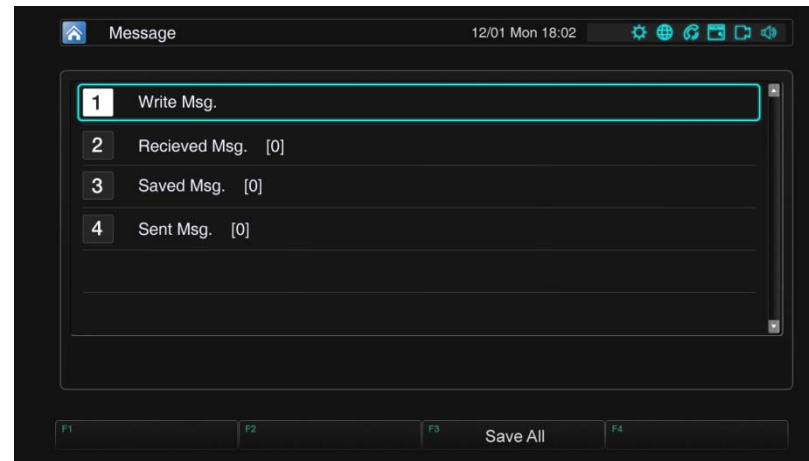 Message 12/01 Mon 18:02
1 Write Msg.
2 Recieved Msg. [0]
3 Saved Msg. [0]
4 Sent Msg. [0]
F1 F2 F3 Save All F4